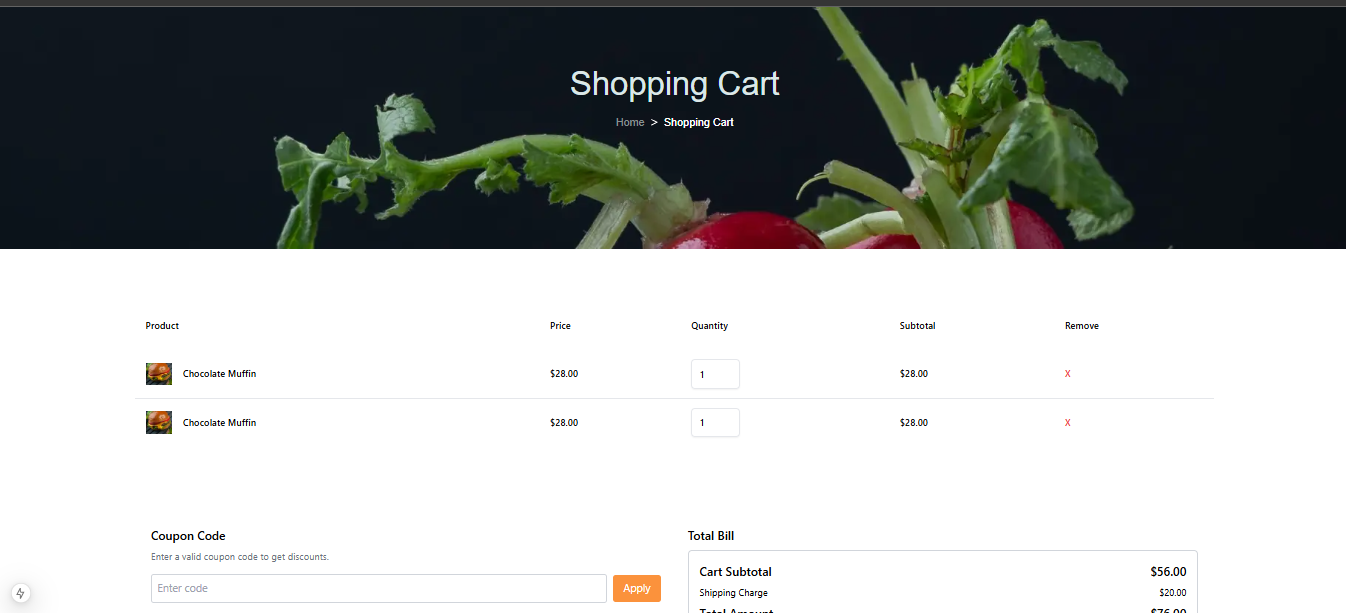 Shopping Cart
Home > Shopping Cart
Product Price Quantity Subtotal Remove
Chocolate Muffin $28.00 1 $28.00 X
Chocolate Muffin $28.00 1 $28.00 X
Coupon Code
Enter a valid coupon code to get discounts.
Enter code Apply
Total Bill
Cart Subtotal $56.00
Shipping Charge $20.00
Total Amount $76.00